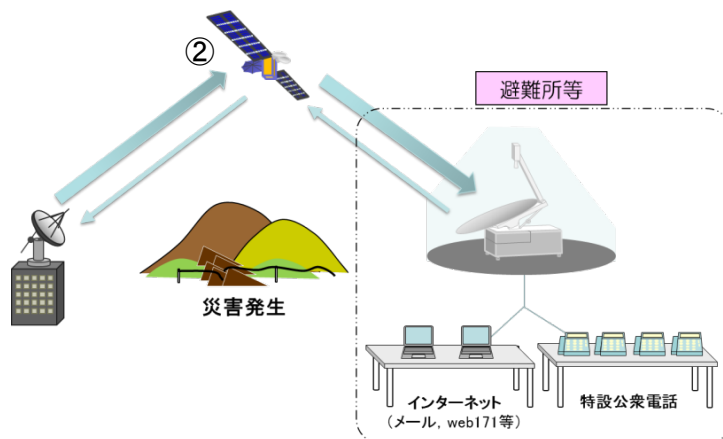 ②
避難所等
災害発生
インターネット
（メール，web171等）
特設公衆電話